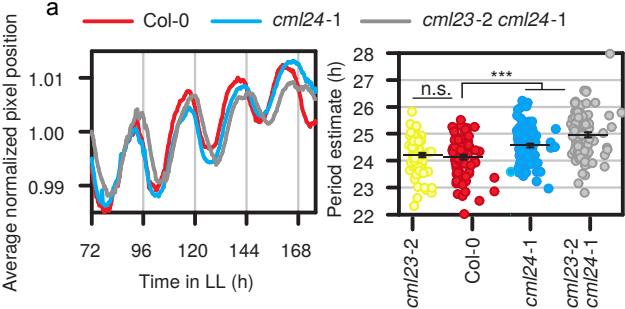 a
Col-0 cml24-1 cml23-2 cml24-1
Average normalized pixel position
1.01
1.00
0.99
72 96 120 144 168
Time in LL (h)
Period estimate (h)
28
27
26
25
24
23
22
n.s.
***
cml23-2
Col-0
cml24-1
cml23-2
cml24-1